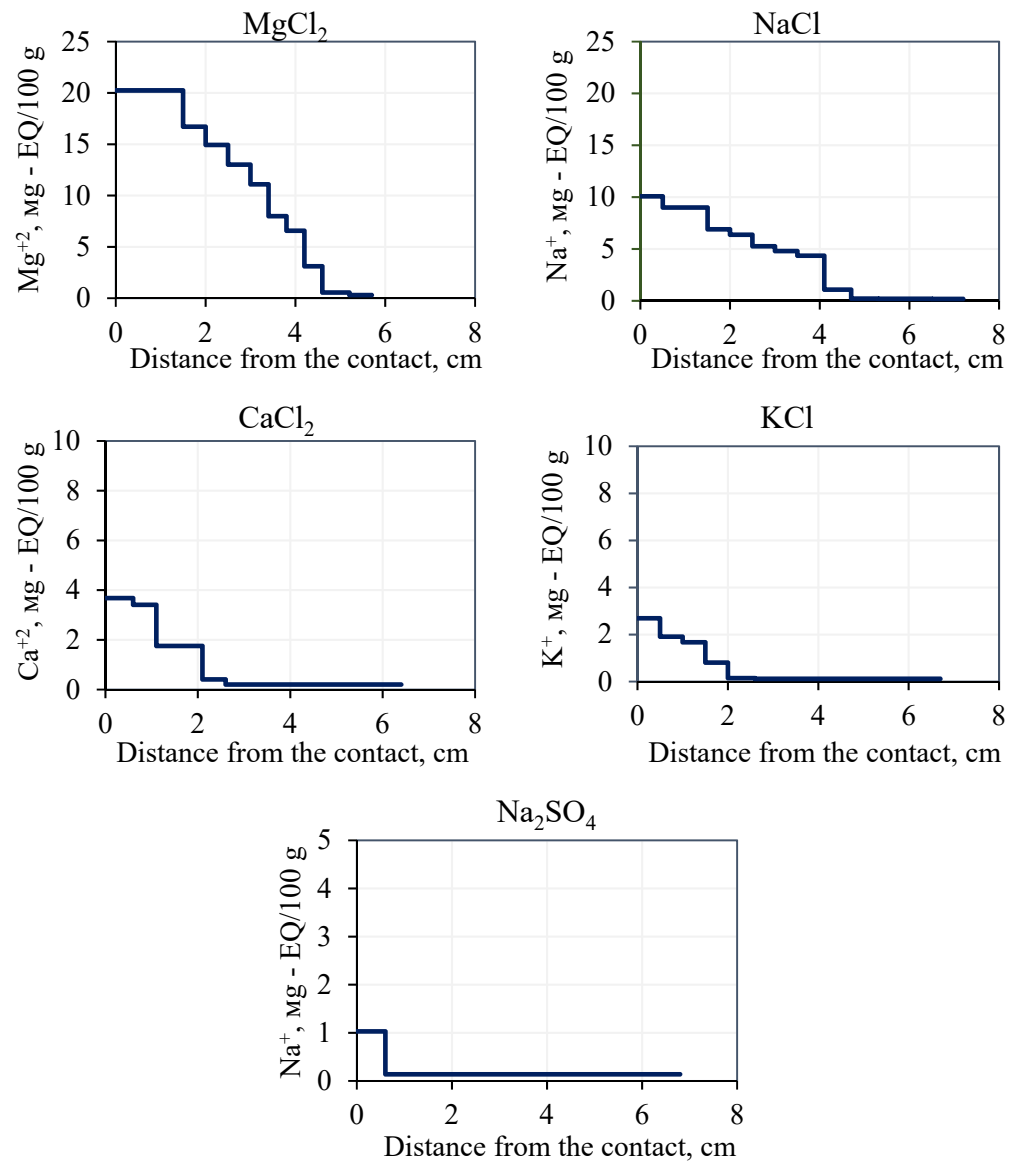 MgCl₂
25
20
15
10
5
0
Mg⁺², мg - EQ/100 g
0 2 4 6 8
Distance from the contact, cm
NaCl
25
20
15
10
5
0
Na⁺, мg - EQ/100 g
0 2 4 6 8
Distance from the contact, cm
CaCl₂
10
8
6
4
2
0
Ca⁺², мg - EQ/100 g
0 2 4 6 8
Distance from the contact, cm
KCl
10
8
6
4
2
0
K⁺, мg - EQ/100 g
0 2 4 6 8
Distance from the contact, cm
Na₂SO₄
5
4
3
2
1
0
Na⁺, мg - EQ/100 g
0 2 4 6 8
Distance from the contact, cm